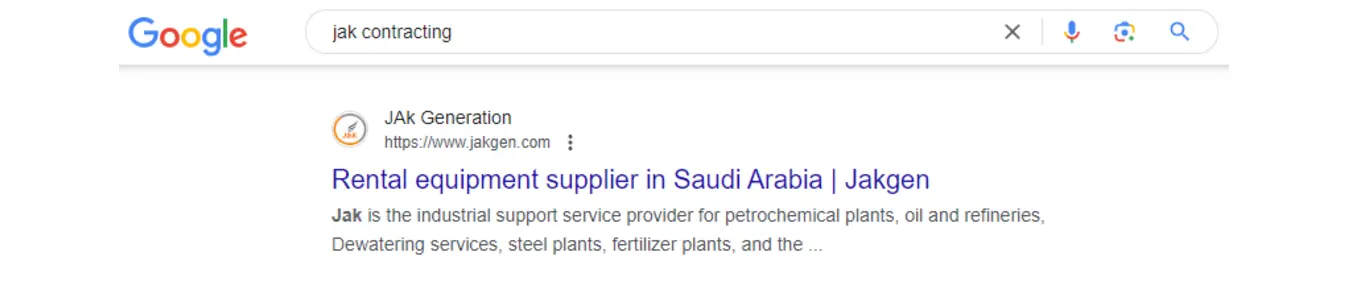 Google
jak contracting
JAk Generation
JAK
https://www.jakgen.com
Rental equipment supplier in Saudi Arabia | Jakgen
Jak is the industrial support service provider for petrochemical plants, oil and refineries,
Dewatering services, steel plants, fertilizer plants, and the ...